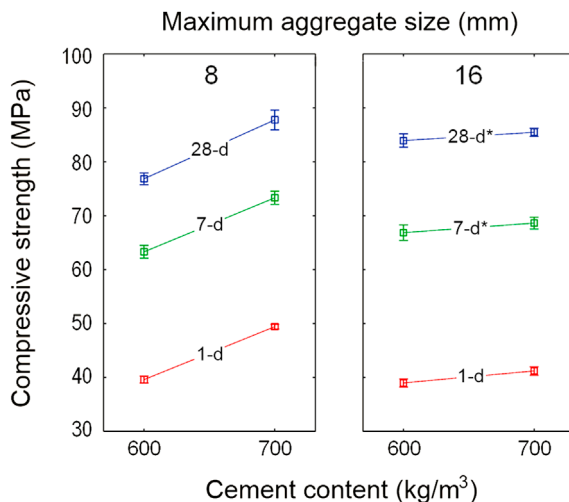 Maximum aggregate size (mm)
8
16
Compressive strength (MPa)
100
90
80
70
60
50
40
30
28-d
7-d
1-d
28-d*
7-d*
1-d
600
700
600
700
Cement content (kg/m³)